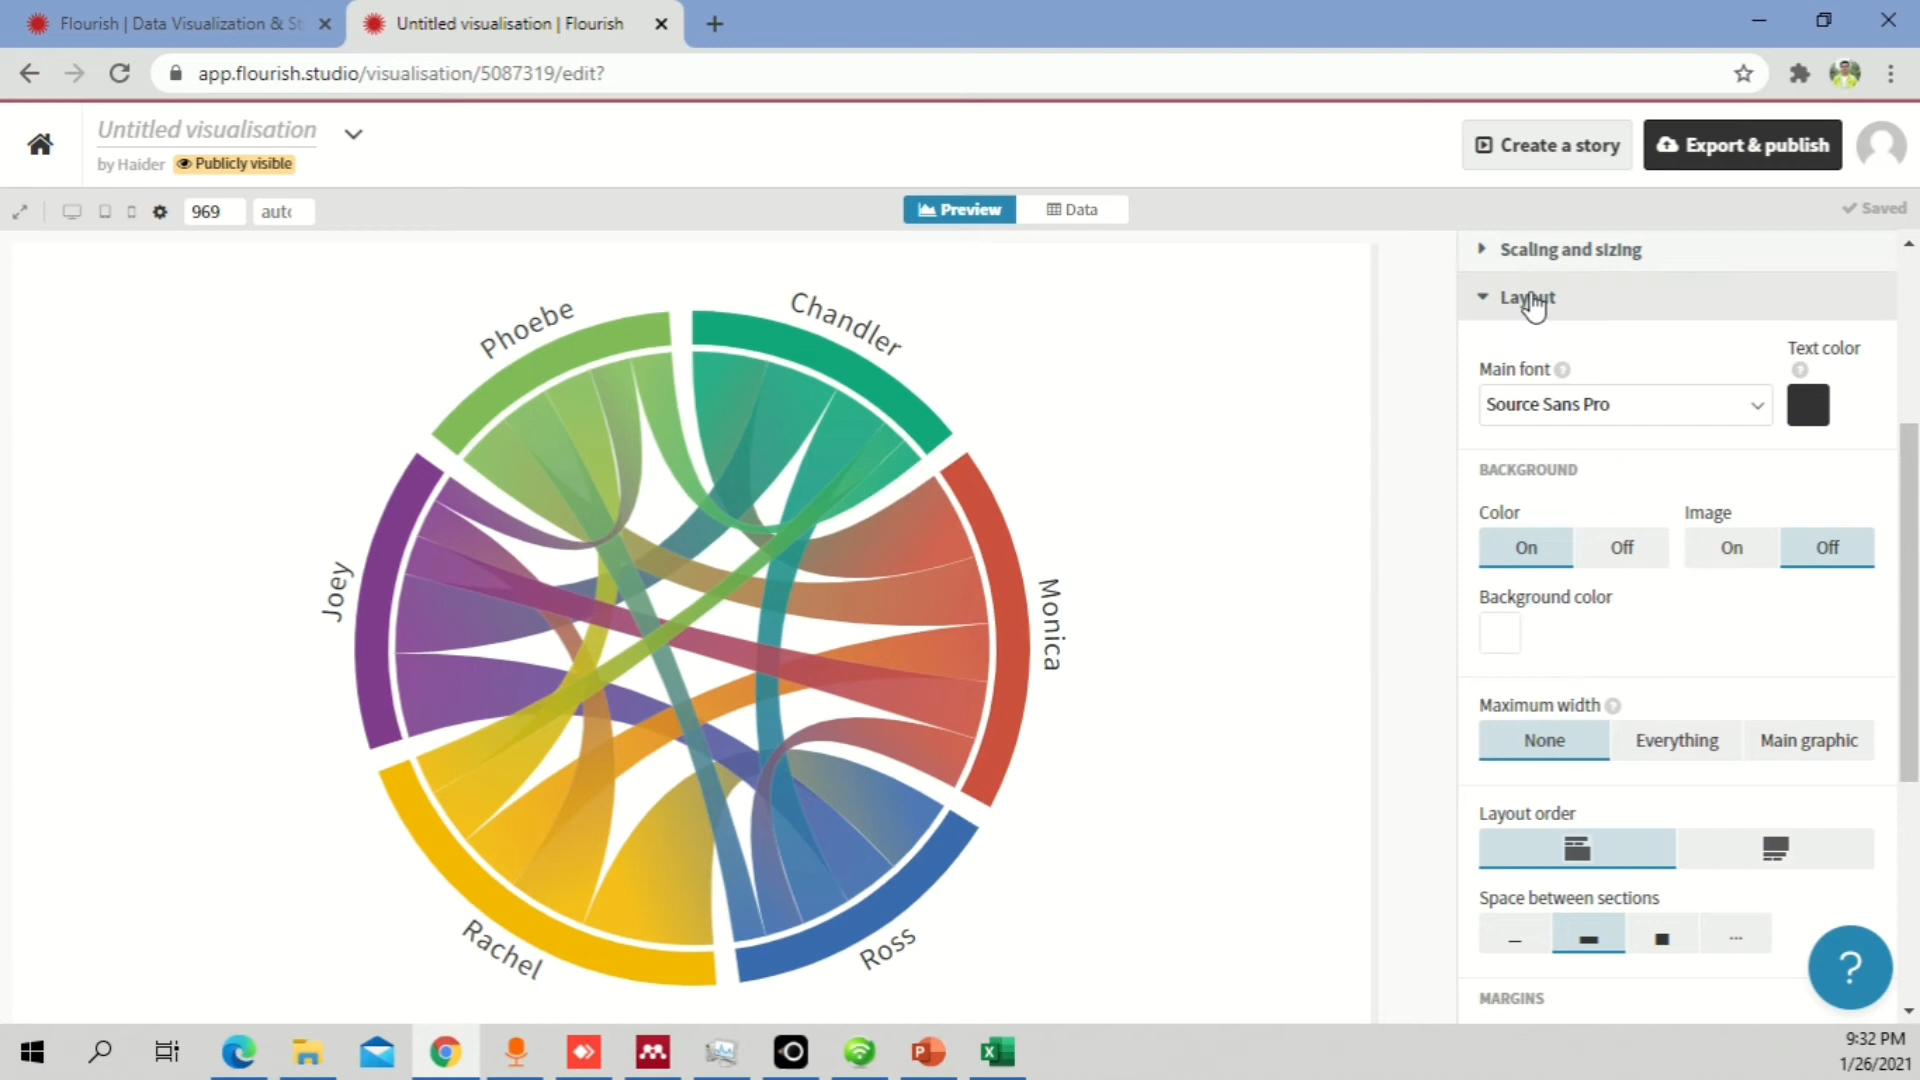 Flourish | Data Visualization & St
Untitled visualisation | Flourish
app.flourish.studio/visualisation/5087319/edit?
Untitled visualisation
by Haider
Publicly visible
Create a story
Export & publish
969
auto
Preview
Data
Saved
Scaling and sizing
Layout
Main font
Text color
Source Sans Pro
BACKGROUND
Color
Image
On
Off
On
Off
Background color
Maximum width
None
Everything
Main graphic
Layout order
Space between sections
MARGINS
Phoebe
Chandler
Joey
Monica
Rachel
Ross
9:32 PM
1/26/2021